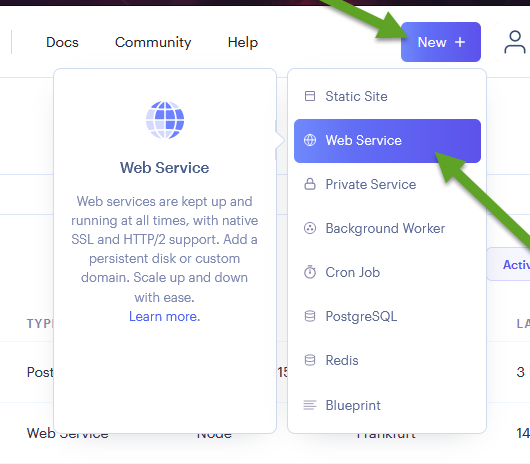 Docs Community Help New +
Static Site
Web Service
Private Service
Background Worker
Cron Job
PostgreSQL
Redis
Blueprint
Web Service
Web services are kept up and
running at all times, with native
SSL and HTTP/2 support. Add a
persistent disk or custom
domain. Scale up and down
with ease.
Learn more.
Activ
TYP LA
Post 15 3
Web Service Node Frankfurt 14